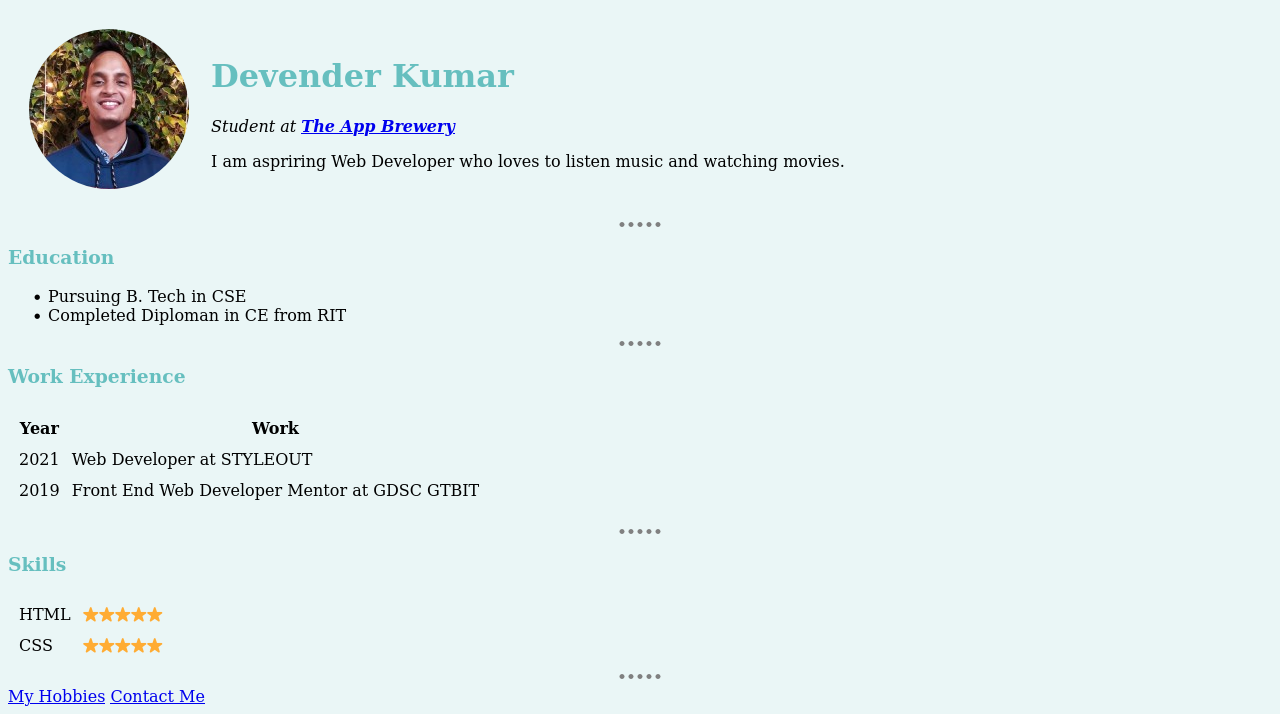 Devender Kumar
Student at The App Brewery
I am aspriring Web Developer who loves to listen music and watching movies.
Education
• Pursuing B. Tech in CSE
• Completed Diploman in CE from RIT
Work Experience
Year Work
2021 Web Developer at STYLEOUT
2019 Front End Web Developer Mentor at GDSC GTBIT
Skills
HTML ⭐⭐⭐⭐⭐
CSS ⭐⭐⭐⭐⭐
My Hobbies Contact Me